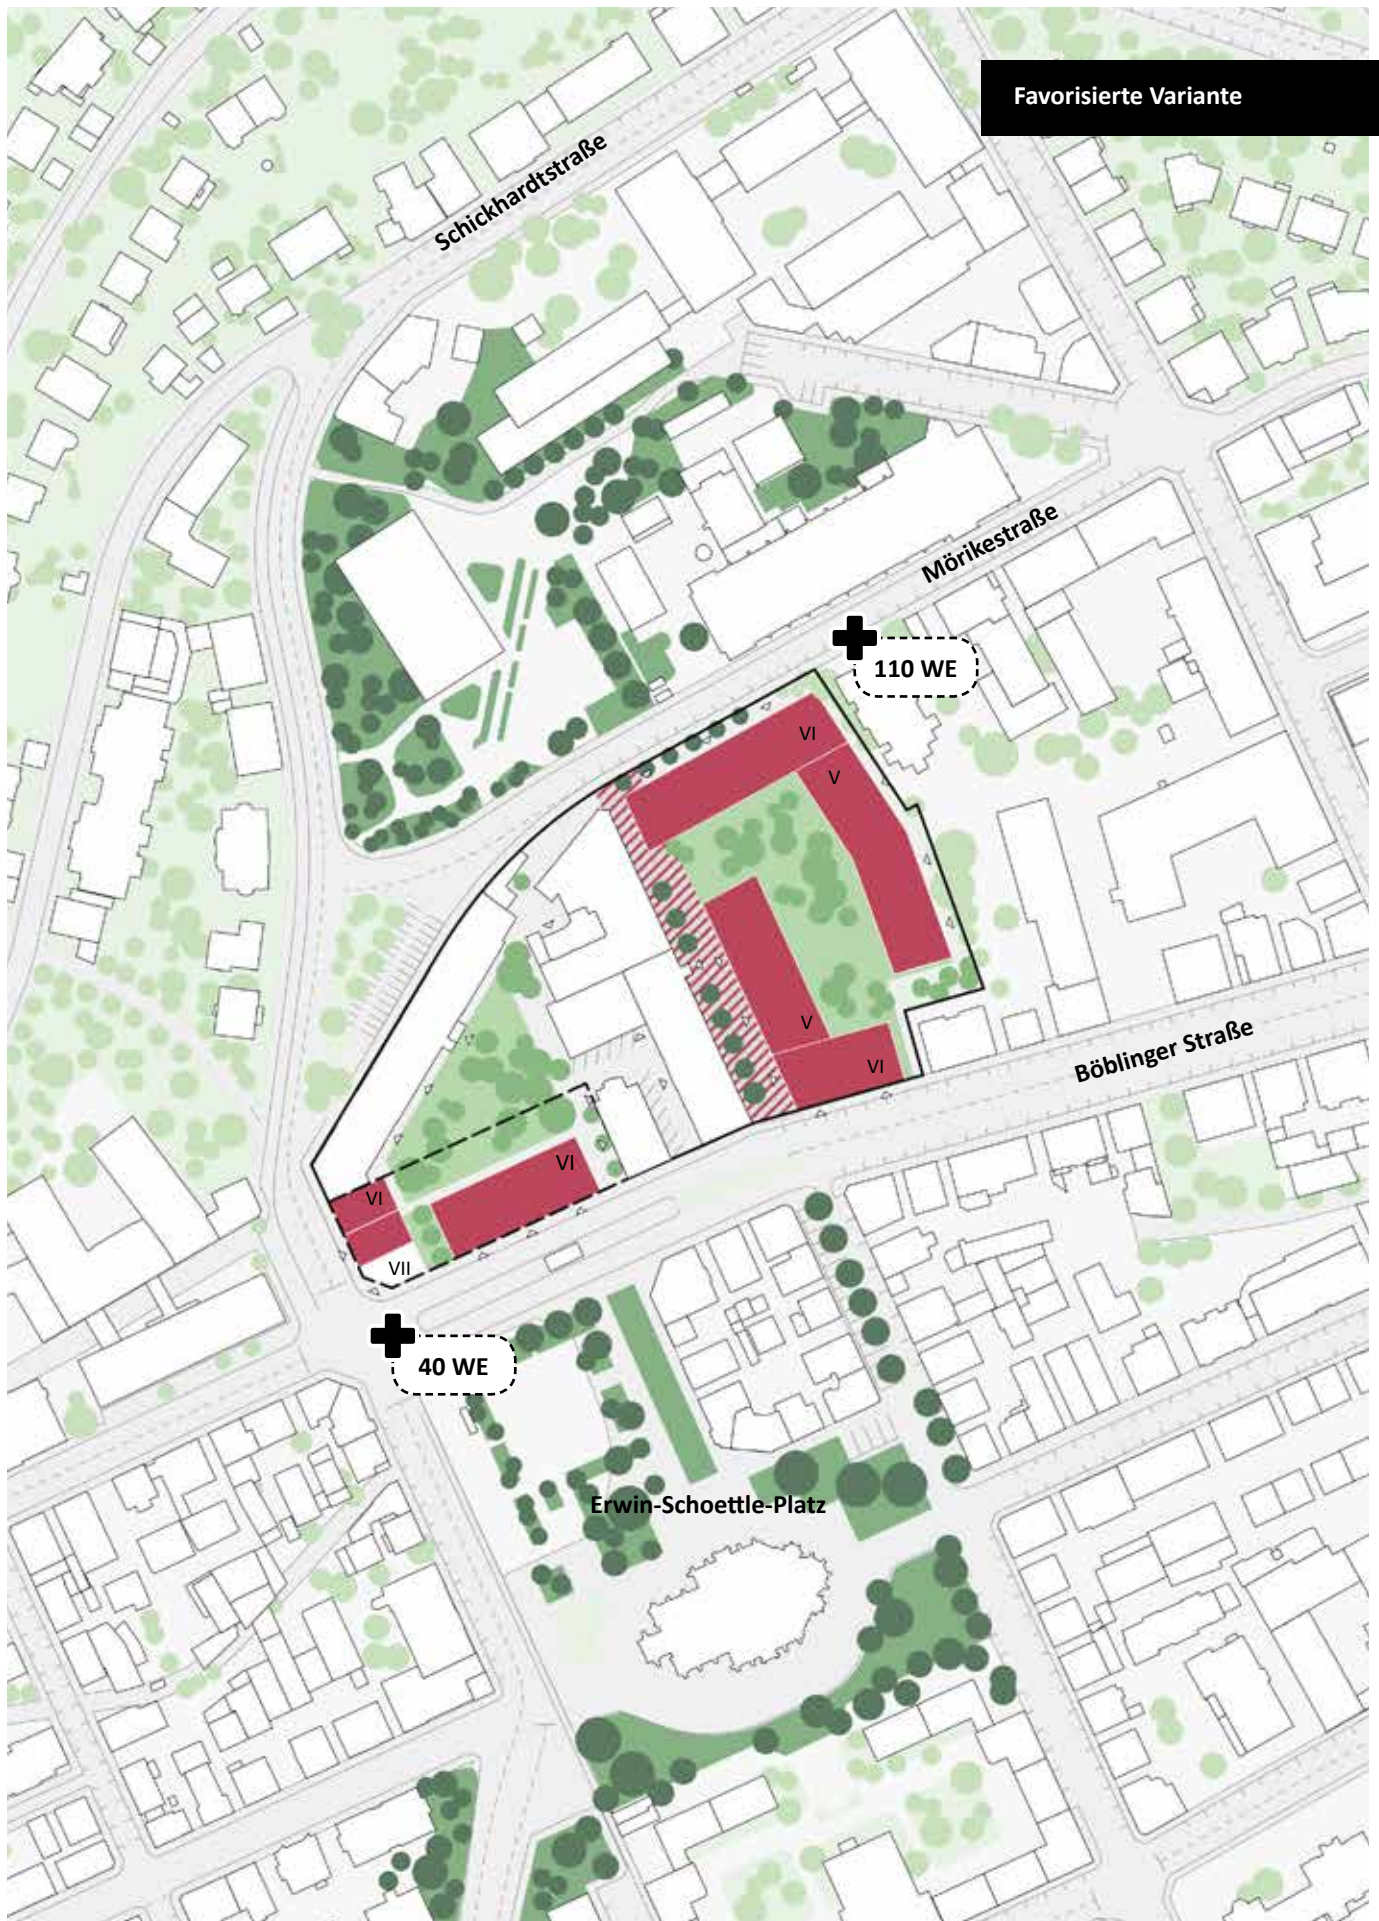 Favorisierte Variante
Schickhardtstraße
Mörikestraße
110 WE
VI
V
V
VI
Böblinger Straße
VI
VI
VII
40 WE
Erwin-Schoettle-Platz